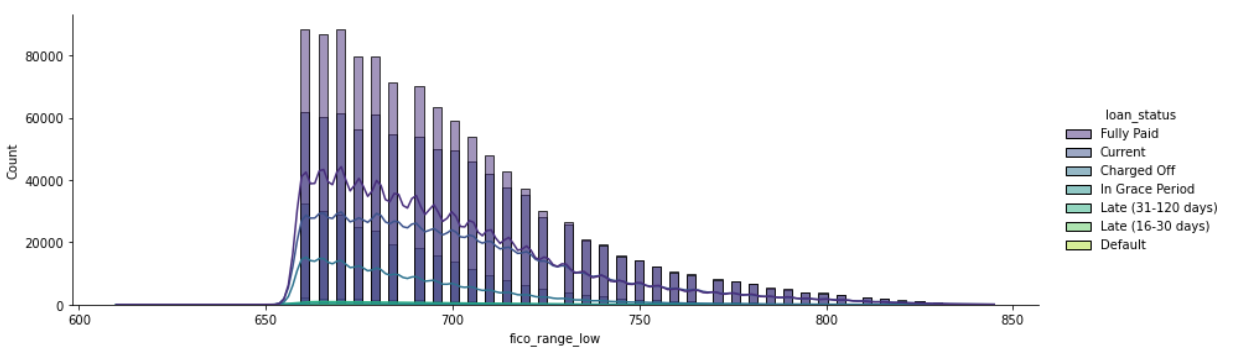 80000
60000
40000
20000
0
Count
600
650
700
750
800
850
fico_range_low
loan_status
Fully Paid
Current
Charged Off
In Grace Period
Late (31-120 days)
Late (16-30 days)
Default